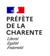 PRÉFÈTE
DE LA
CHARENTE
Liberté
Égalité
Fraternité